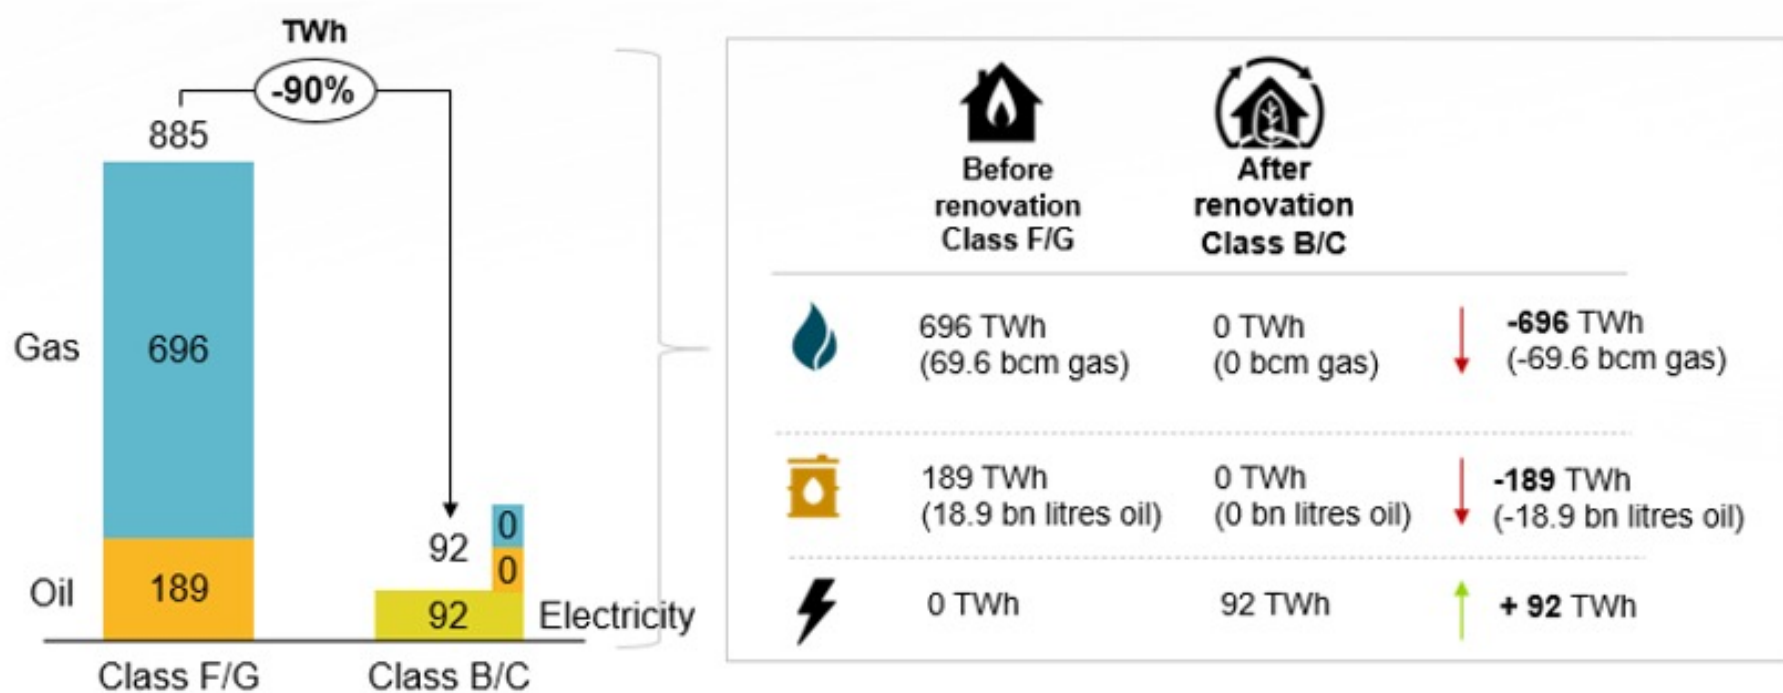 TWh
-90%
885
Gas
696
Oil
189
92
0
0
92
Electricity
Class F/G
Class B/C
Before
renovation
Class F/G
After
renovation
Class B/C
696 TWh
(69.6 bcm gas)
0 TWh
(0 bcm gas)
-696 TWh
(-69.6 bcm gas)
189 TWh
(18.9 bn litres oil)
0 TWh
(0 bn litres oil)
-189 TWh
(-18.9 bn litres oil)
0 TWh
92 TWh
+ 92 TWh